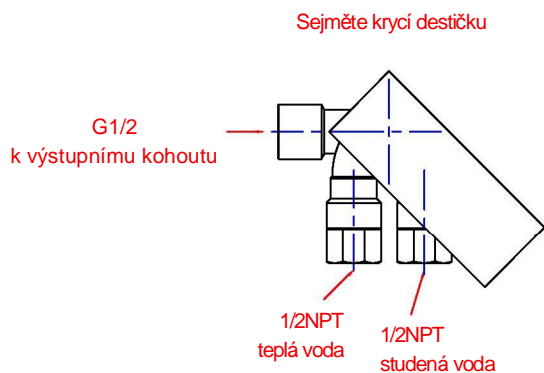 Sejměte krycí destičku
G1/2
k výstupnímu kohoutu
1/2NPT
teplá voda
1/2NPT
studená voda